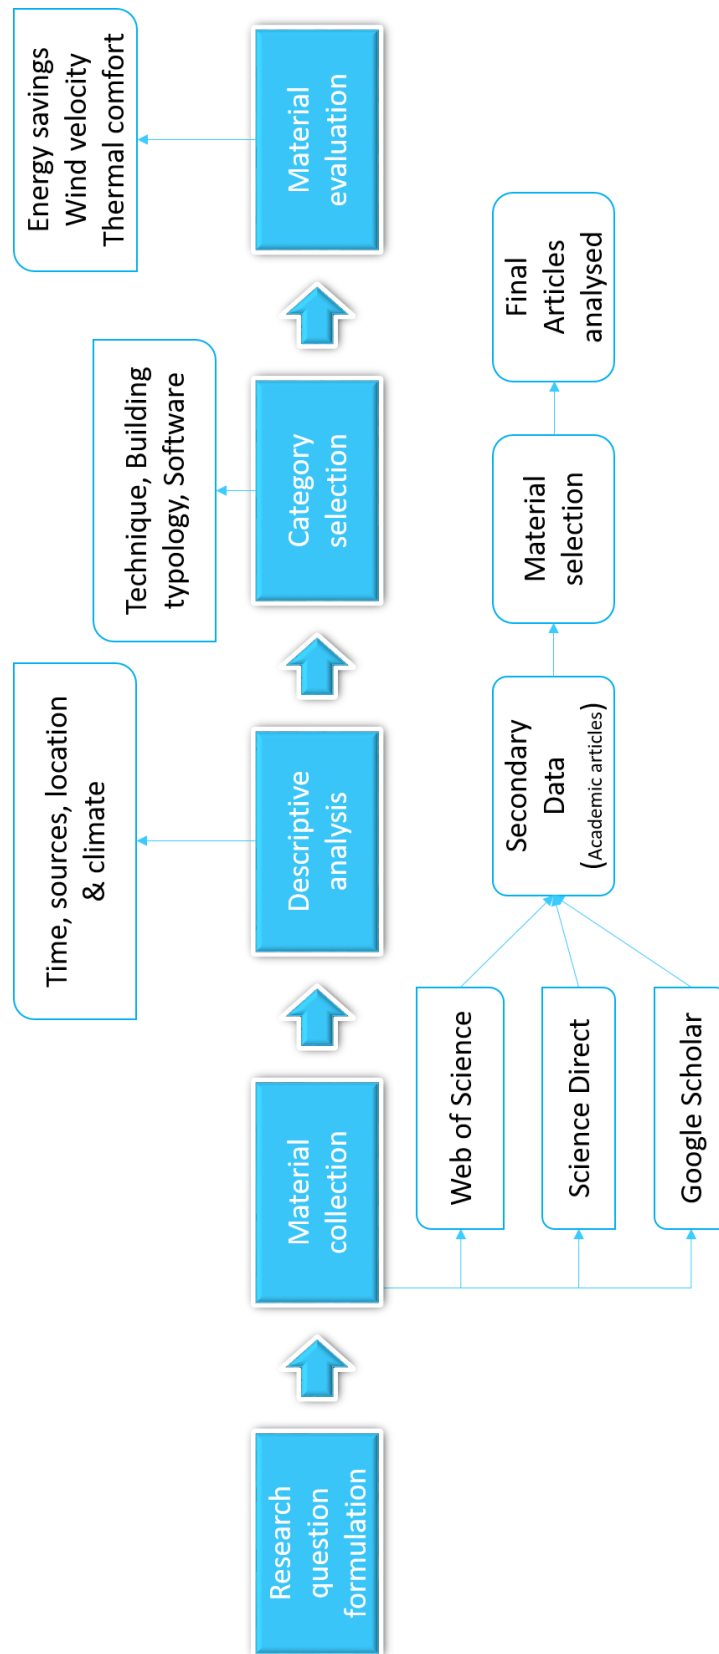 Time, sources, location
& climate
Technique, Building
typology, Software
Energy savings
Wind velocity
Thermal comfort
Research
question
formulation
Material
collection
Descriptive
analysis
Category
selection
Material
evaluation
Web of Science
Science Direct
Google Scholar
Secondary
Data
(Academic articles)
Material
selection
Final
Articles
analysed